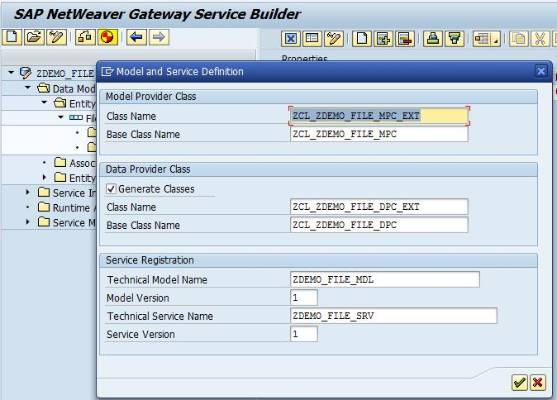 SAP NetWeaver Gateway Service Builder
Properties
ZDEMO_FILE
Data Mod
Entity
Fil
Assoc
Entity
Service In
Runtime A
Service M
Model and Service Definition
Model Provider Class
Class Name ZCL_ZDEMO_FILE_MPC_EXT
Base Class Name ZCL_ZDEMO_FILE_MPC
Data Provider Class
Generate Classes
Class Name ZCL_ZDEMO_FILE_DPC_EXT
Base Class Name ZCL_ZDEMO_FILE_DPC
Service Registration
Technical Model Name ZDEMO_FILE_MDL
Model Version 1
Technical Service Name ZDEMO_FILE_SRV
Service Version 1